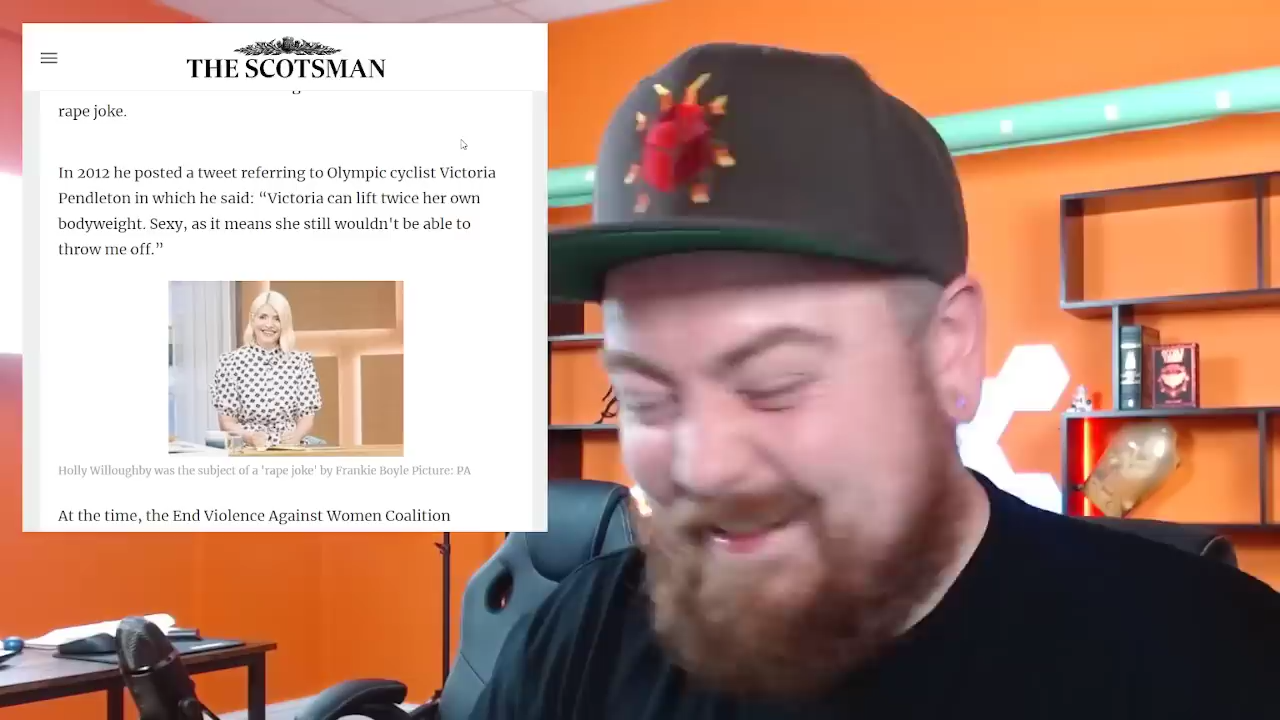 THE SCOTSMAN
rape joke.
In 2012 he posted a tweet referring to Olympic cyclist Victoria
Pendleton in which he said: “Victoria can lift twice her own
bodyweight. Sexy, as it means she still wouldn't be able to
throw me off.”
Holly Willoughby was the subject of a 'rape joke' by Frankie Boyle Picture: PA
At the time, the End Violence Against Women Coalition